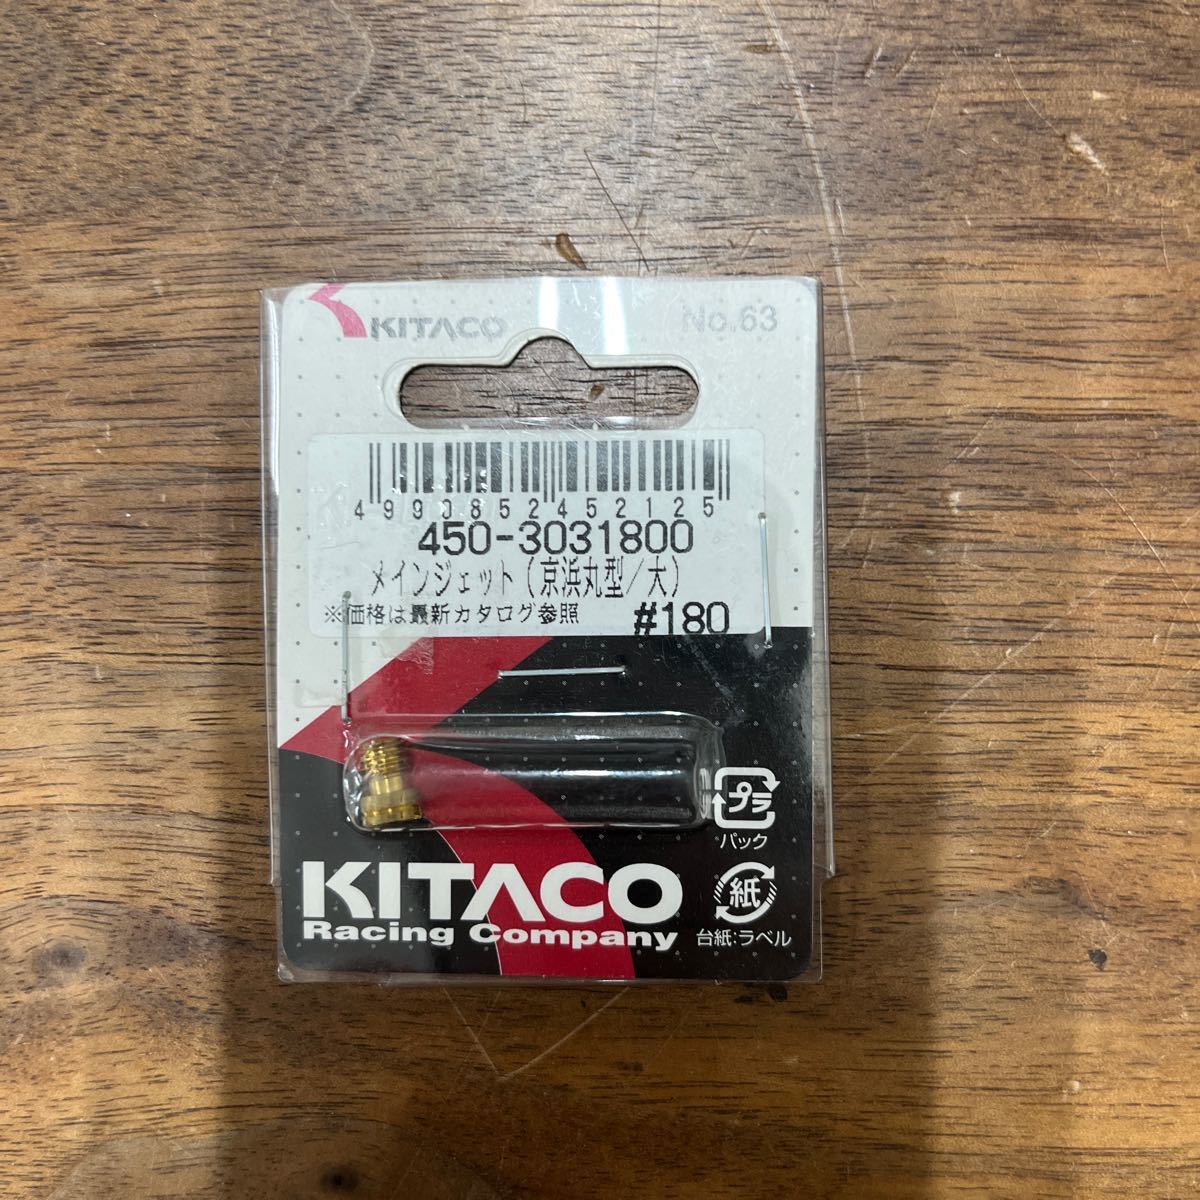 KITACO
No.63
4990852452125
450-3031800
メインジェット(京浜丸型/大)
※価格は最新カタログ参照 #180
プラ
パック
KITACO
紙
Racing Company
台紙:ラベル